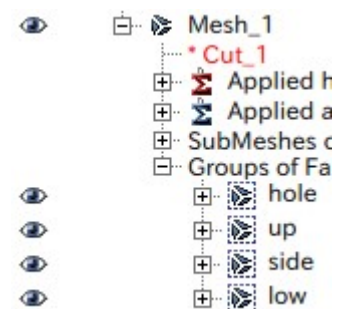 Mesh_1
* Cut_1
Applied h
Applied a
SubMeshes o
Groups of Fa
hole
up
side
low